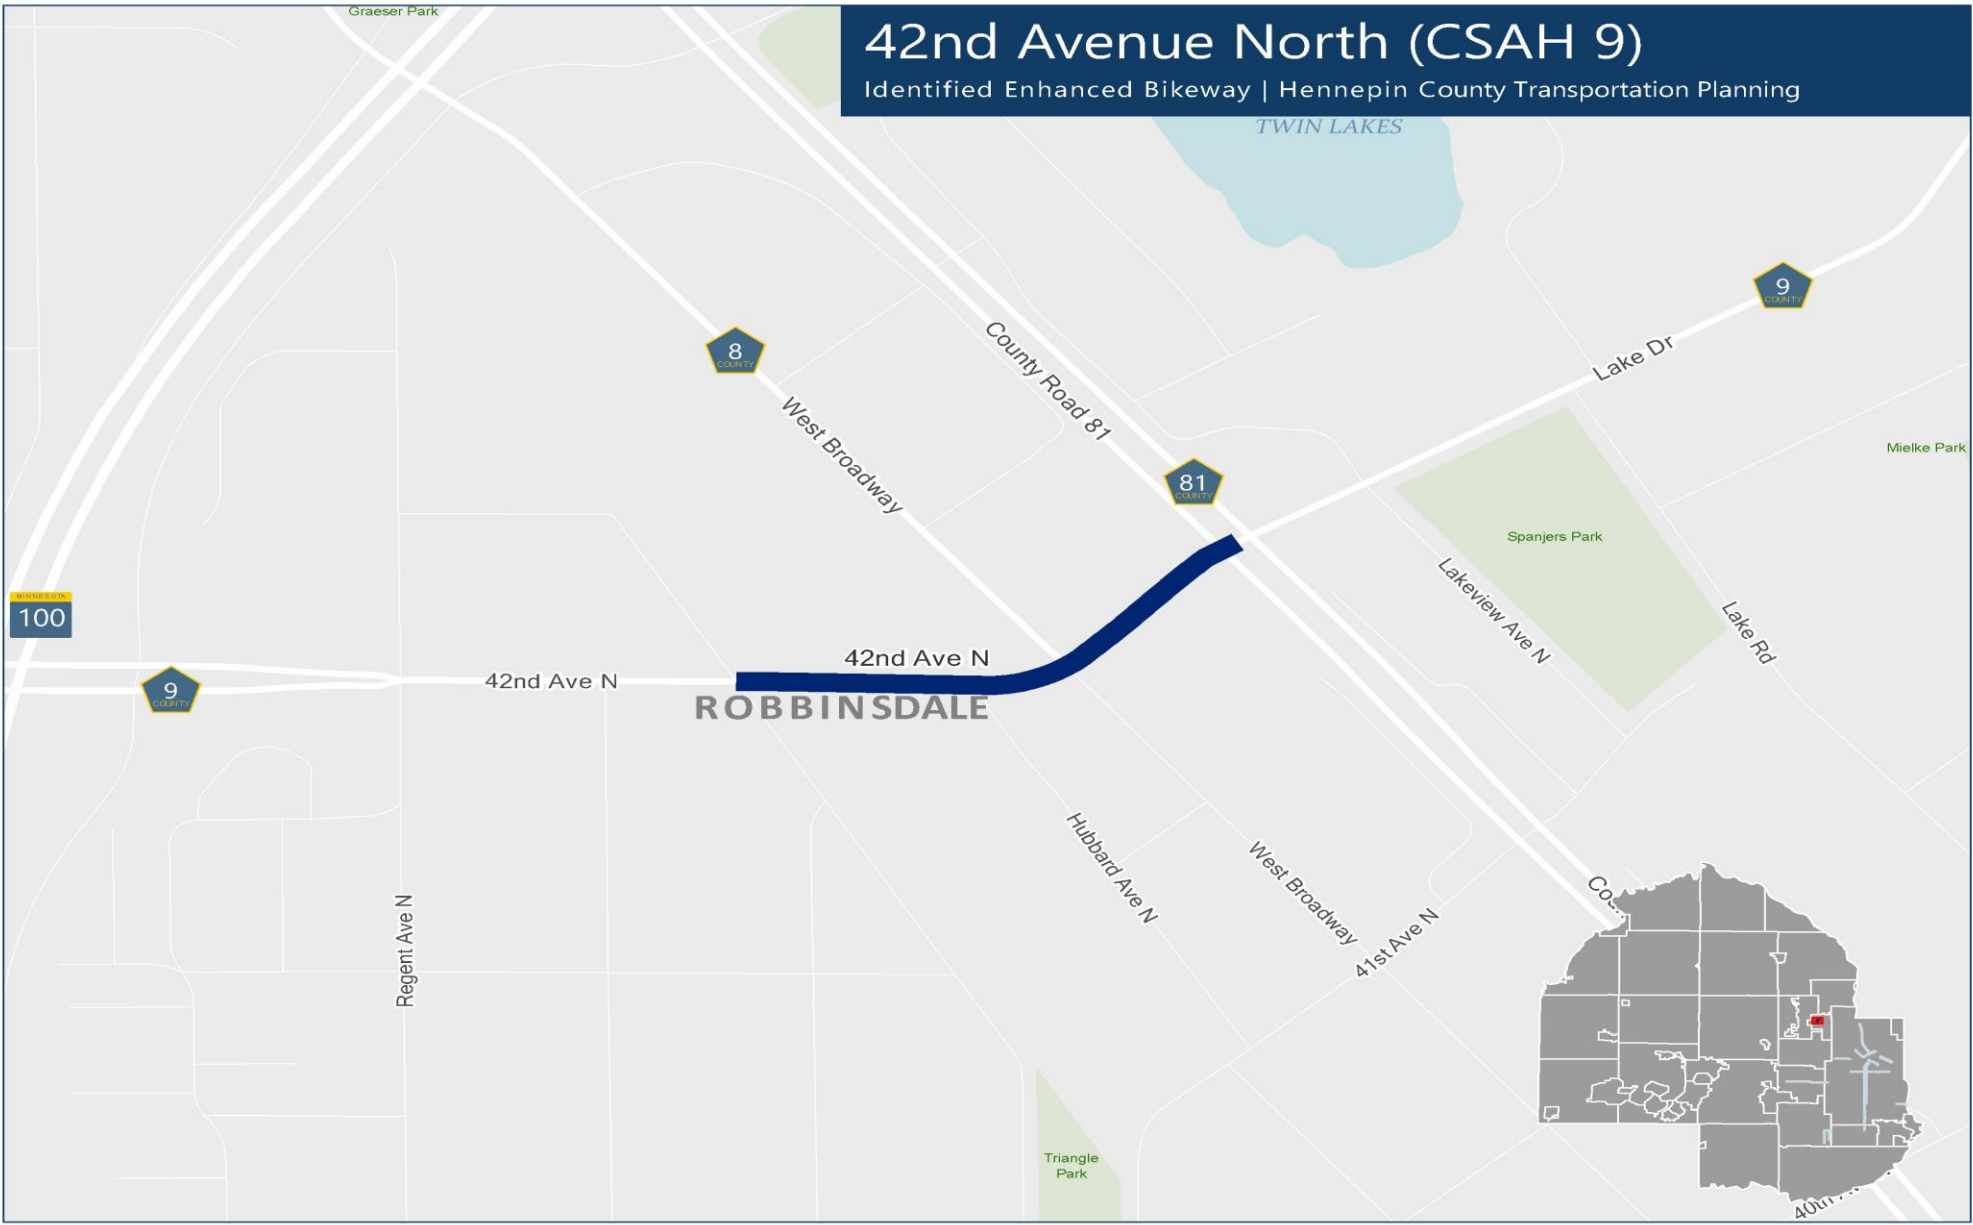 Graeser Park
42nd Avenue North (CSAH 9)
Identified Enhanced Bikeway | Hennepin County Transportation Planning
TWIN LAKES
9
COUNTY
8
COUNTY
County Road 81
Lake Dr
West Broadway
Mielke Park
81
COUNTY
Spanjers Park
Lakeview Ave N
Lake Rd
MINNESOTA
100
42nd Ave N
9
COUNTY
42nd Ave N
ROBBINSDALE
Hubbard Ave N
West Broadway
41st Ave N
Regent Ave N
Triangle
Park